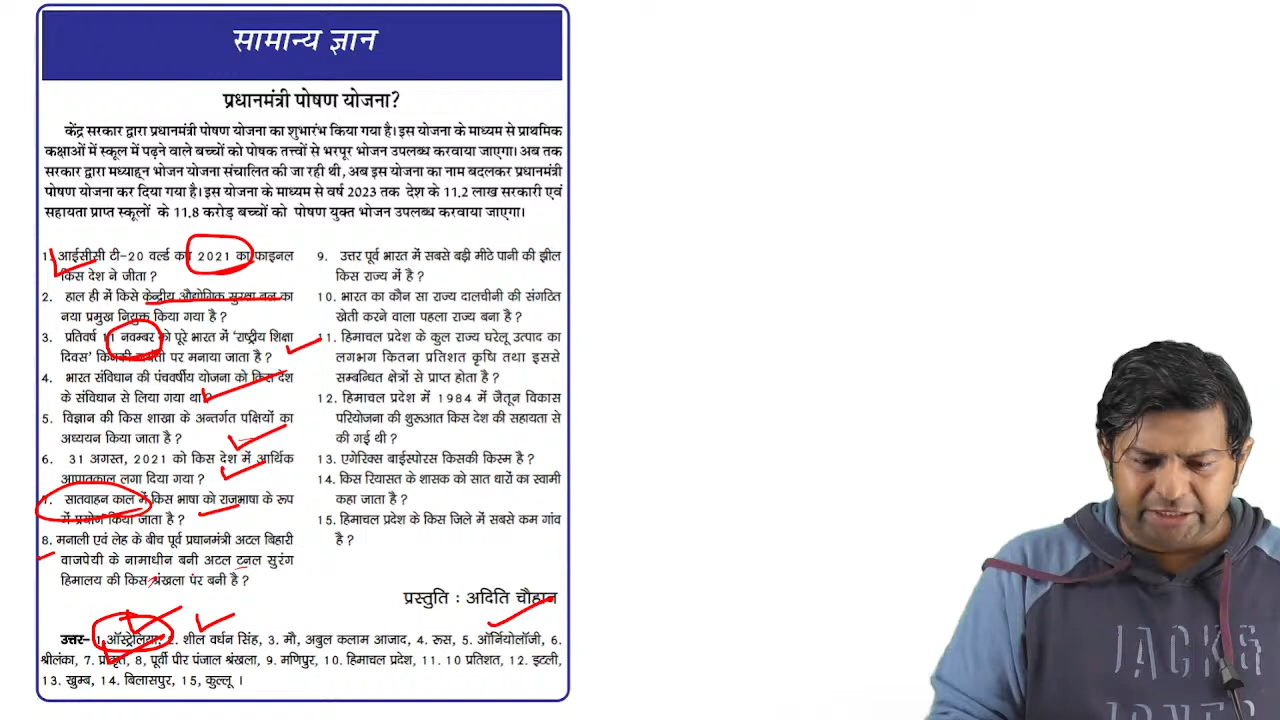 सामान्य ज्ञान
प्रधानमंत्री पोषण योजना?
केंद्र सरकार द्वारा प्रधानमंत्री पोषण योजना का शुभारंभ किया गया है। इस योजना के माध्यम से प्राथमिक
कक्षाओं में स्कूल में पढ़ने वाले बच्चों को पोषक तत्त्वों से भरपूर भोजन उपलब्ध करवाया जाएगा। अब तक
सरकार द्वारा मध्याह्न भोजन योजना संचालित की जा रही थी, अब इस योजना का नाम बदलकर प्रधानमंत्री
पोषण योजना कर दिया गया है। इस योजना के माध्यम से वर्ष 2023 तक देश के 11.2 लाख सरकारी एवं
सहायता प्राप्त स्कूलों के 11.8 करोड़ बच्चों को पोषण युक्त भोजन उपलब्ध करवाया जाएगा।
1. आईसीसी टी-20 वर्ल्ड कप 2021 का फाइनल
किस देश ने जीता ?
2. हाल ही में किसे केन्द्रीय औद्योगिक सुरक्षा बल का
नया प्रमुख नियुक्त किया गया है ?
3. प्रतिवर्ष 11 नवम्बर को पूरे भारत में 'राष्ट्रीय शिक्षा
दिवस' किनकी जयंती पर मनाया जाता है ?
4. भारत संविधान की पंचवर्षीय योजना को किस देश
के संविधान से लिया गया था ?
5. विज्ञान की किस शाखा के अन्तर्गत पक्षियों का
अध्ययन किया जाता है ?
6. 31 अगस्त, 2021 को किस देश में आर्थिक
आपातकाल लगा दिया गया ?
7. सातवाहन काल में किस भाषा को राजभाषा के रूप
में प्रयोग किया जाता है ?
8. मनाली एवं लेह के बीच पूर्व प्रधानमंत्री अटल बिहारी
वाजपेयी के नामाधीन बनी अटल टनल सुरंग
हिमालय की किस श्रंखला पर बनी है ?
9. उत्तर पूर्व भारत में सबसे बड़ी मीठे पानी की झील
किस राज्य में है ?
10. भारत का कौन सा राज्य दालचीनी की संगठित
खेती करने वाला पहला राज्य बना है ?
11. हिमाचल प्रदेश के कुल राज्य घरेलू उत्पाद का
लगभग कितना प्रतिशत कृषि तथा इससे
सम्बन्धित क्षेत्रों से प्राप्त होता है ?
12. हिमाचल प्रदेश में 1984 में जैतून विकास
परियोजना की शुरूआत किस देश की सहायता से
की गई थी ?
13. एगेरिक्स बाईस्पोरस किसकी किस्म है ?
14. किस रियासत के शासक को सात धारों का स्वामी
कहा जाता है ?
15. हिमाचल प्रदेश के किस जिले में सबसे कम गांव
है ?
प्रस्तुति : अदिति चौहान
उत्तर- 1. ऑस्ट्रेलिया, 2. शील वर्धन सिंह, 3. मौ, अबुल कलाम आजाद, 4. रूस, 5. ऑर्नियोलॉजी, 6.
श्रीलंका, 7. प्राकृत, 8, पूर्वी पीर पंजाल श्रंखला, 9. मणिपुर, 10. हिमाचल प्रदेश, 11. 10 प्रतिशत, 12. इटली,
13. खुम्ब, 14. बिलासपुर, 15, कुल्लू ।
JACKS
JONES